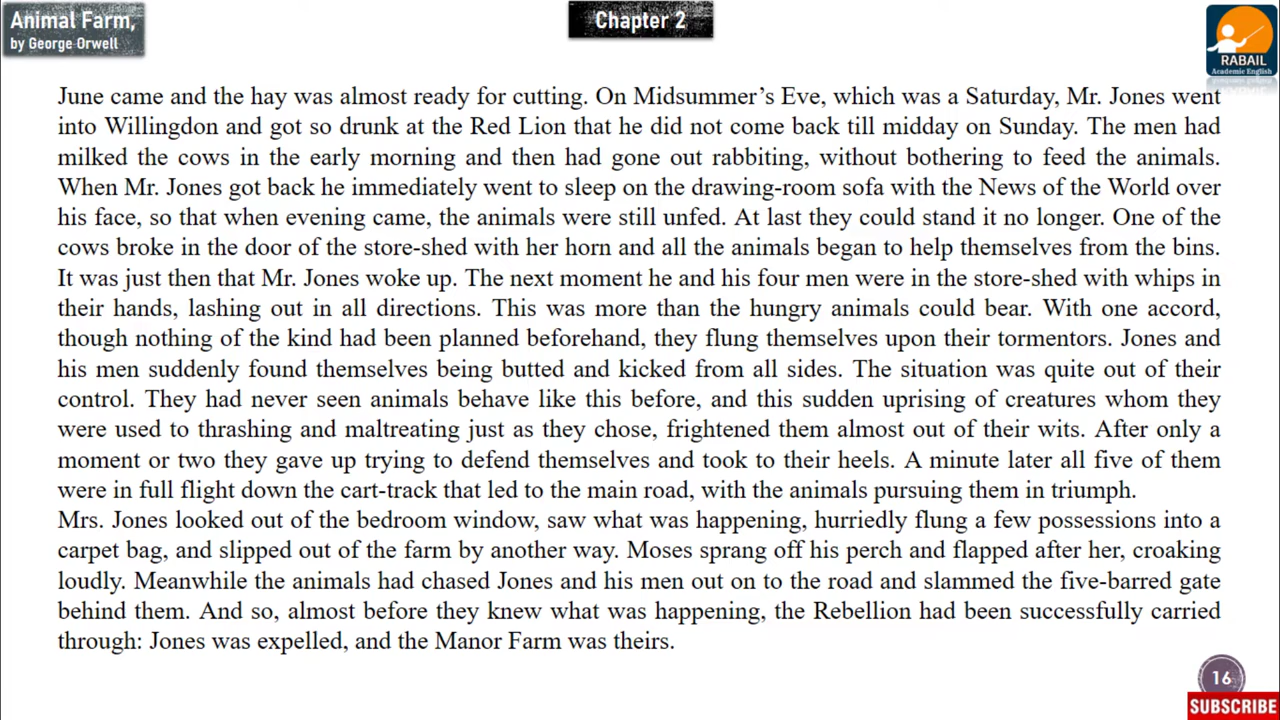 Animal Farm,
by George Orwell
Chapter 2
RABAIL
Academic English
June came and the hay was almost ready for cutting. On Midsummer’s Eve, which was a Saturday, Mr. Jones went
into Willingdon and got so drunk at the Red Lion that he did not come back till midday on Sunday. The men had
milked the cows in the early morning and then had gone out rabbiting, without bothering to feed the animals.
When Mr. Jones got back he immediately went to sleep on the drawing-room sofa with the News of the World over
his face, so that when evening came, the animals were still unfed. At last they could stand it no longer. One of the
cows broke in the door of the store-shed with her horn and all the animals began to help themselves from the bins.
It was just then that Mr. Jones woke up. The next moment he and his four men were in the store-shed with whips in
their hands, lashing out in all directions. This was more than the hungry animals could bear. With one accord,
though nothing of the kind had been planned beforehand, they flung themselves upon their tormentors. Jones and
his men suddenly found themselves being butted and kicked from all sides. The situation was quite out of their
control. They had never seen animals behave like this before, and this sudden uprising of creatures whom they
were used to thrashing and maltreating just as they chose, frightened them almost out of their wits. After only a
moment or two they gave up trying to defend themselves and took to their heels. A minute later all five of them
were in full flight down the cart-track that led to the main road, with the animals pursuing them in triumph.
Mrs. Jones looked out of the bedroom window, saw what was happening, hurriedly flung a few possessions into a
carpet bag, and slipped out of the farm by another way. Moses sprang off his perch and flapped after her, croaking
loudly. Meanwhile the animals had chased Jones and his men out on to the road and slammed the five-barred gate
behind them. And so, almost before they knew what was happening, the Rebellion had been successfully carried
through: Jones was expelled, and the Manor Farm was theirs.
16
SUBSCRIBE